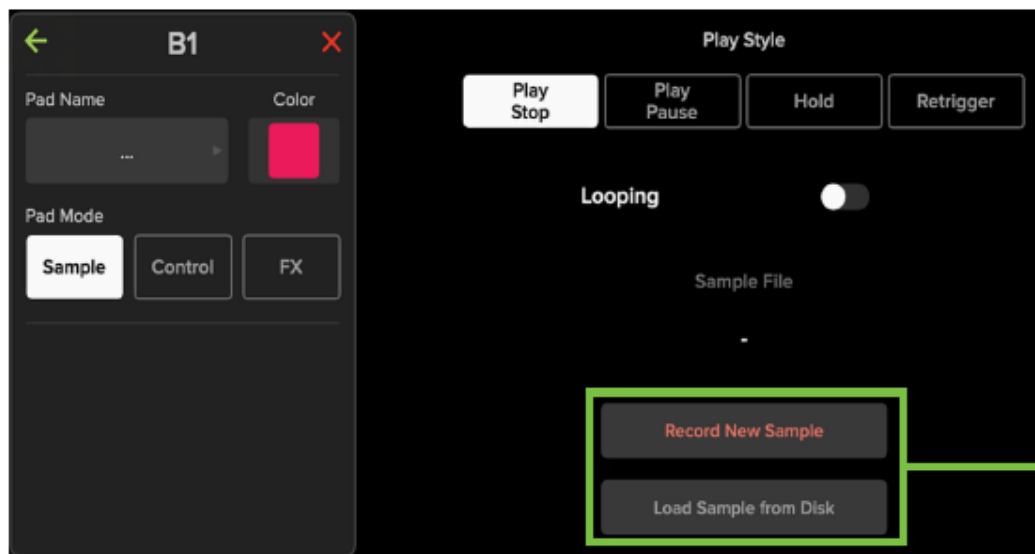 B1
Pad Name
Color
...
Pad Mode
Sample
Control
FX
Play Style
Play
Stop
Play
Pause
Hold
Retrigger
Looping
Sample File
-
Record New Sample
Load Sample from Disk